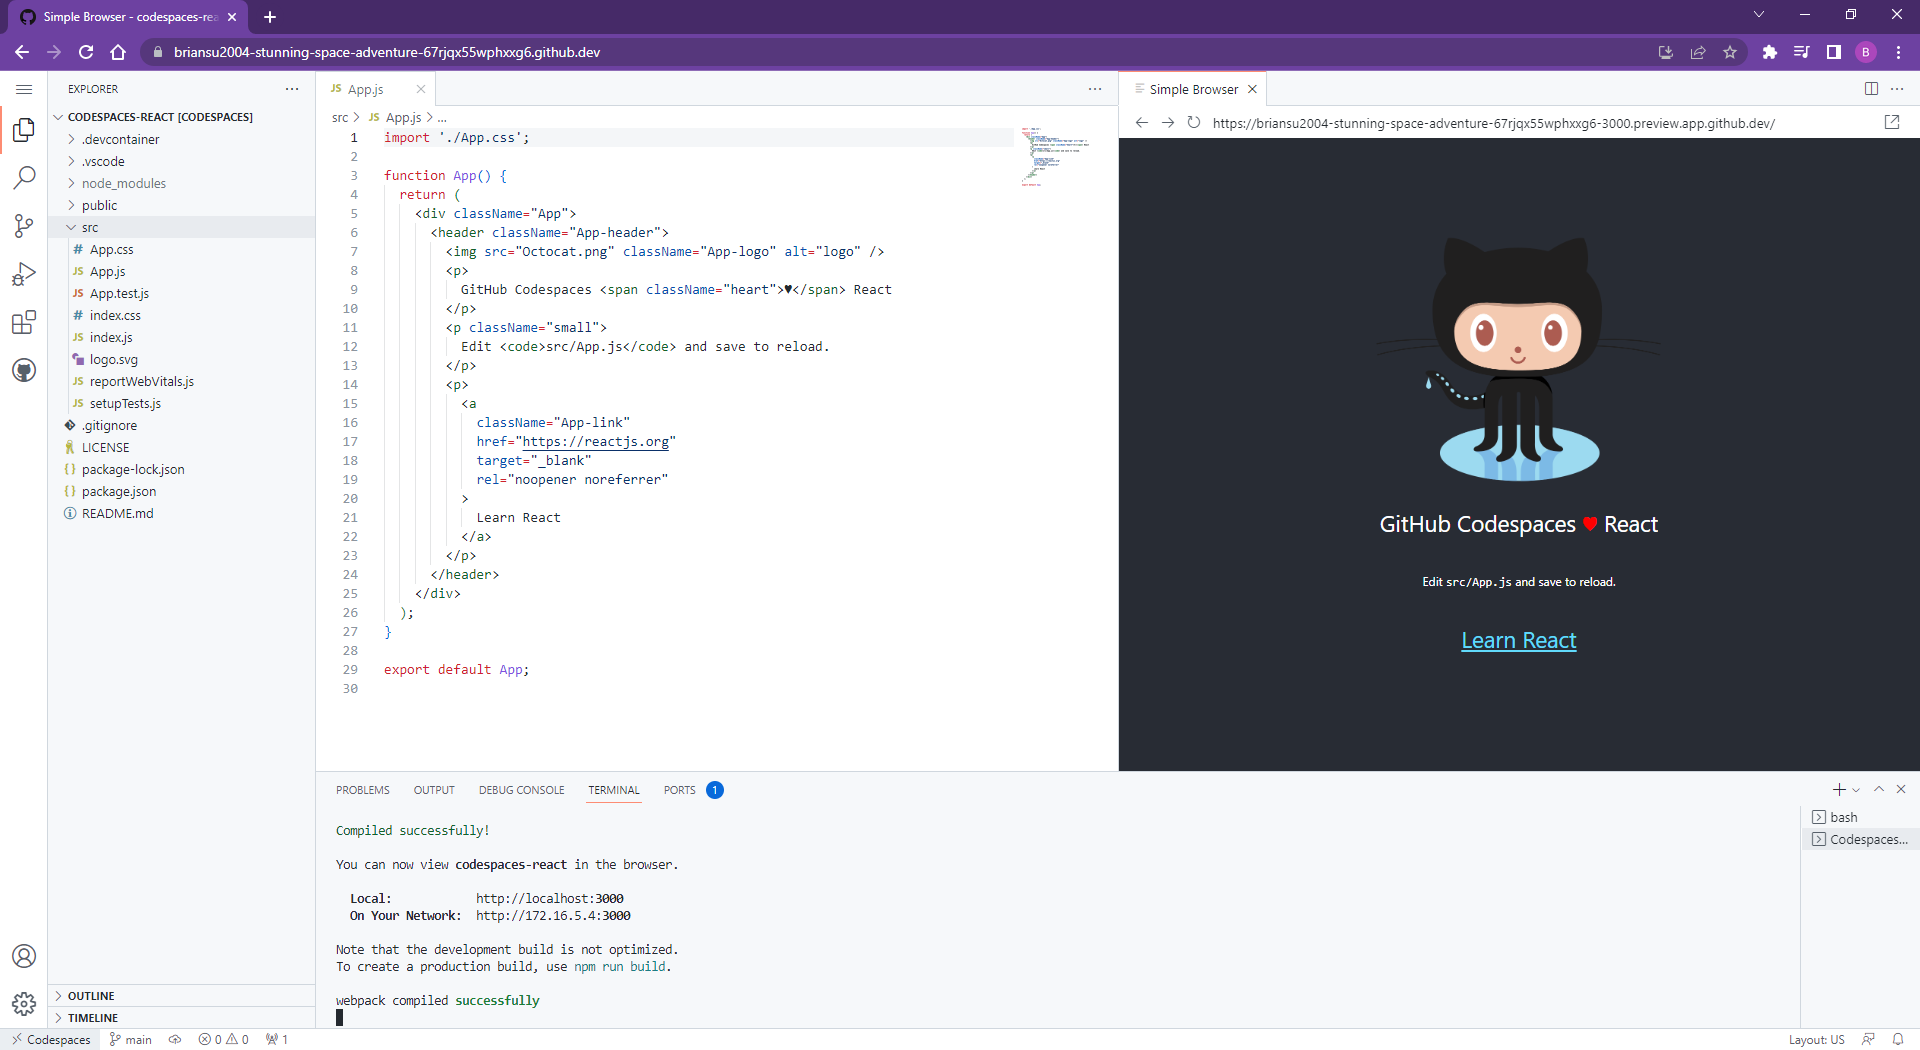 Simple Browser - codespaces-rea
briansu2004-stunning-space-adventure-67rjqx55wphxxg6.github.dev
B
EXPLORER
CODESPACES-REACT [CODESPACES]
.devcontainer
.vscode
node_modules
public
src
# App.css
JS App.js
JS App.test.js
# index.css
JS index.js
logo.svg
JS reportWebVitals.js
JS setupTests.js
.gitignore
LICENSE
{} package-lock.json
{} package.json
README.md
OUTLINE
TIMELINE
JS App.js
src > JS App.js > ...
1 import './App.css';
2
3 function App() {
4 return (
5 <div className="App">
6 <header className="App-header">
7 <img src="Octocat.png" className="App-logo" alt="logo" />
8 <p>
9 GitHub Codespaces <span className="heart">♥</span> React
10 </p>
11 <p className="small">
12 Edit <code>src/App.js</code> and save to reload.
13 </p>
14 <p>
15 <a
16 className="App-link"
17 href="https://reactjs.org"
18 target="_blank"
19 rel="noopener noreferrer"
20 >
21 Learn React
22 </a>
23 </p>
24 </header>
25 </div>
26 );
27 }
28
29 export default App;
30
Simple Browser
https://briansu2004-stunning-space-adventure-67rjqx55wphxxg6-3000.preview.app.github.dev/
GitHub Codespaces ♥ React
Edit src/App.js and save to reload.
Learn React
PROBLEMS OUTPUT DEBUG CONSOLE TERMINAL PORTS 1
Compiled successfully!
You can now view codespaces-react in the browser.
Local: http://localhost:3000
On Your Network: http://172.16.5.4:3000
Note that the development build is not optimized.
To create a production build, use npm run build.
webpack compiled successfully
bash
Codespaces...
Codespaces main 0 0 1
Layout: US